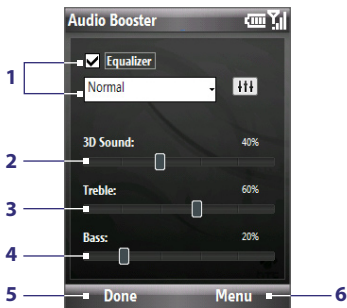 Audio Booster
1
Equalizer
Normal
3D Sound:
40%
2
Treble:
60%
3
Bass:
20%
4
5
Done
Menu
6